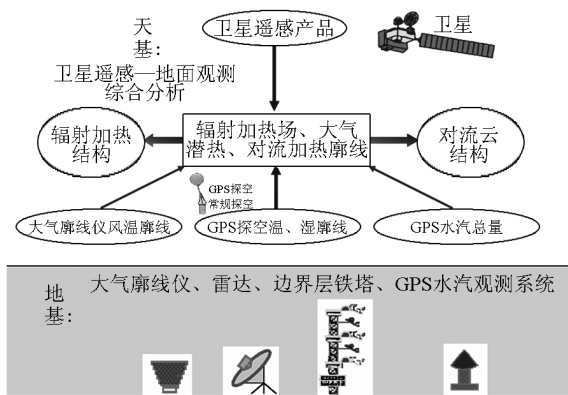 天
基：
卫星遥感产品
卫星
卫星遥感—地面观测
综合分析
辐射加热
结构
辐射加热场、大气
潜热、对流加热廓线
对流云
结构
GPS探空
常规探空
大气廓线仪风温廓线
GPS探空温、湿廓线
GPS水汽总量
地
基：
大气廓线仪、雷达、边界层铁塔、GPS水汽观测系统